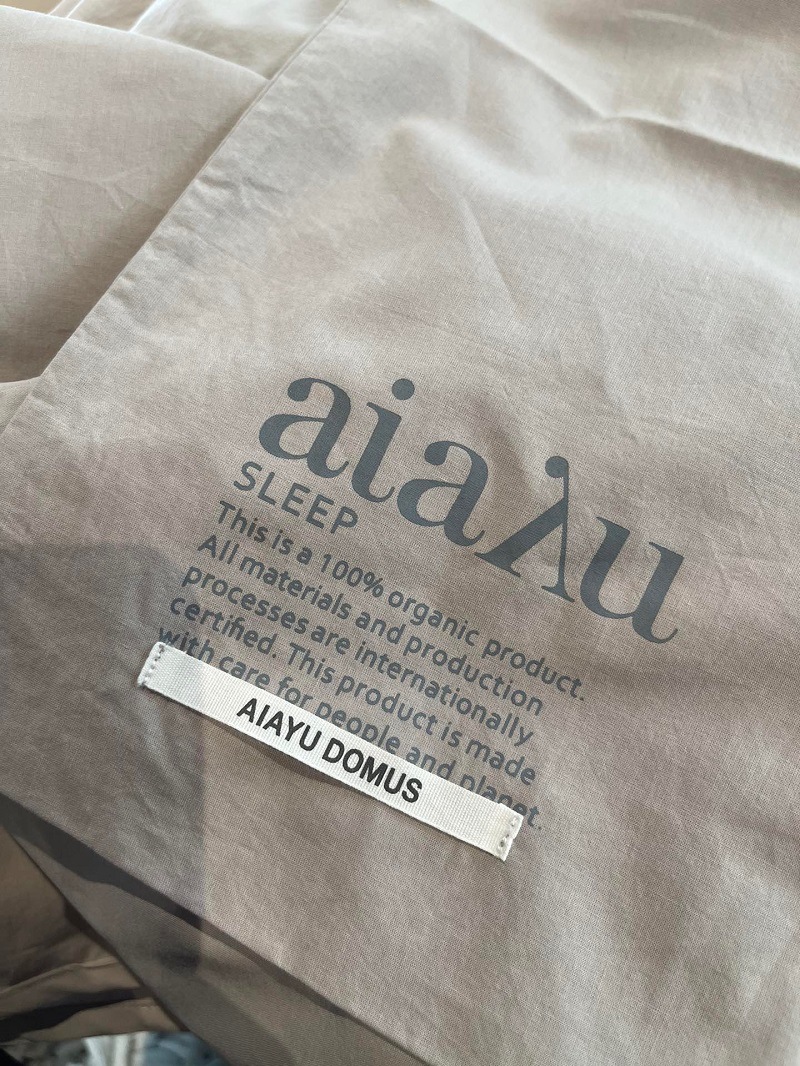 aiayu
SLEEP
This is a 100% organic product.
All materials and production
processes are internationally
certified. This product is made
with care for people and planet.
AIAYU DOMUS